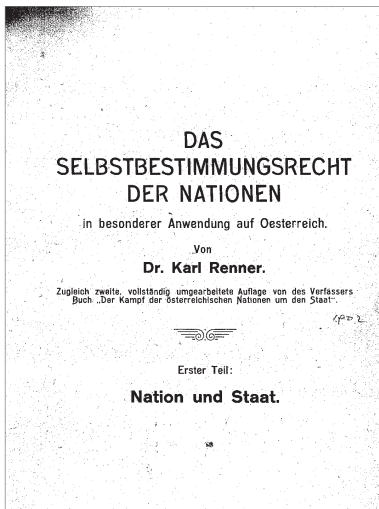 DAS
SELBSTBESTIMMUNGSRECHT
DER NATIONEN
in besonderer Anwendung auf Oesterreich.
Von
Dr. Karl Renner.
Zugleich zweite, vollständig umgearbeitete Auflage von des Verfassers
Buch „Der Kampf der österreichischen Nationen um den Staat“.
1902
Erster Teil:
Nation und Staat.